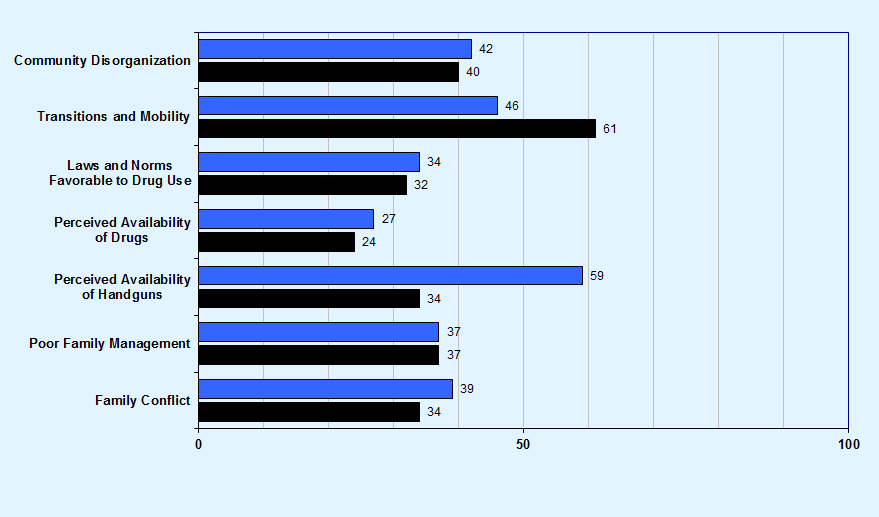 Community Disorganization
42
40
Transitions and Mobility
46
61
Laws and Norms
Favorable to Drug Use
34
32
Perceived Availability
of Drugs
27
24
Perceived Availability
of Handguns
59
34
Poor Family Management
37
37
Family Conflict
39
34
0 50 100